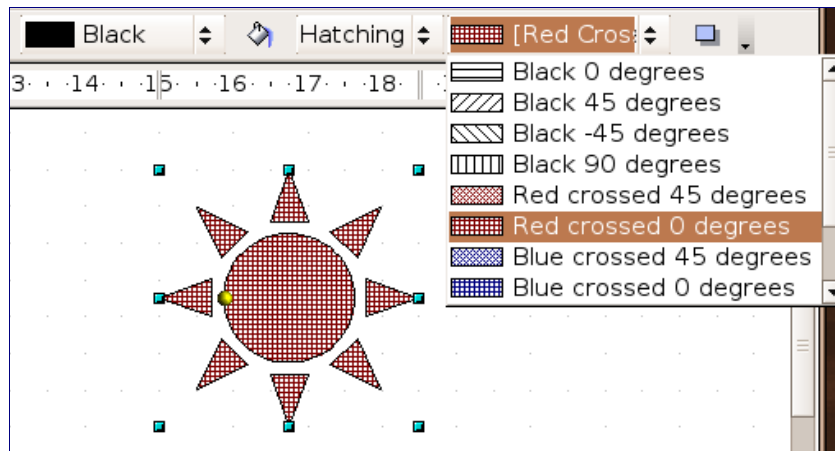 Black Hatching [Red Cros
3 14 15 16 17 18
Black 0 degrees
Black 45 degrees
Black -45 degrees
Black 90 degrees
Red crossed 45 degrees
Red crossed 0 degrees
Blue crossed 45 degrees
Blue crossed 0 degrees